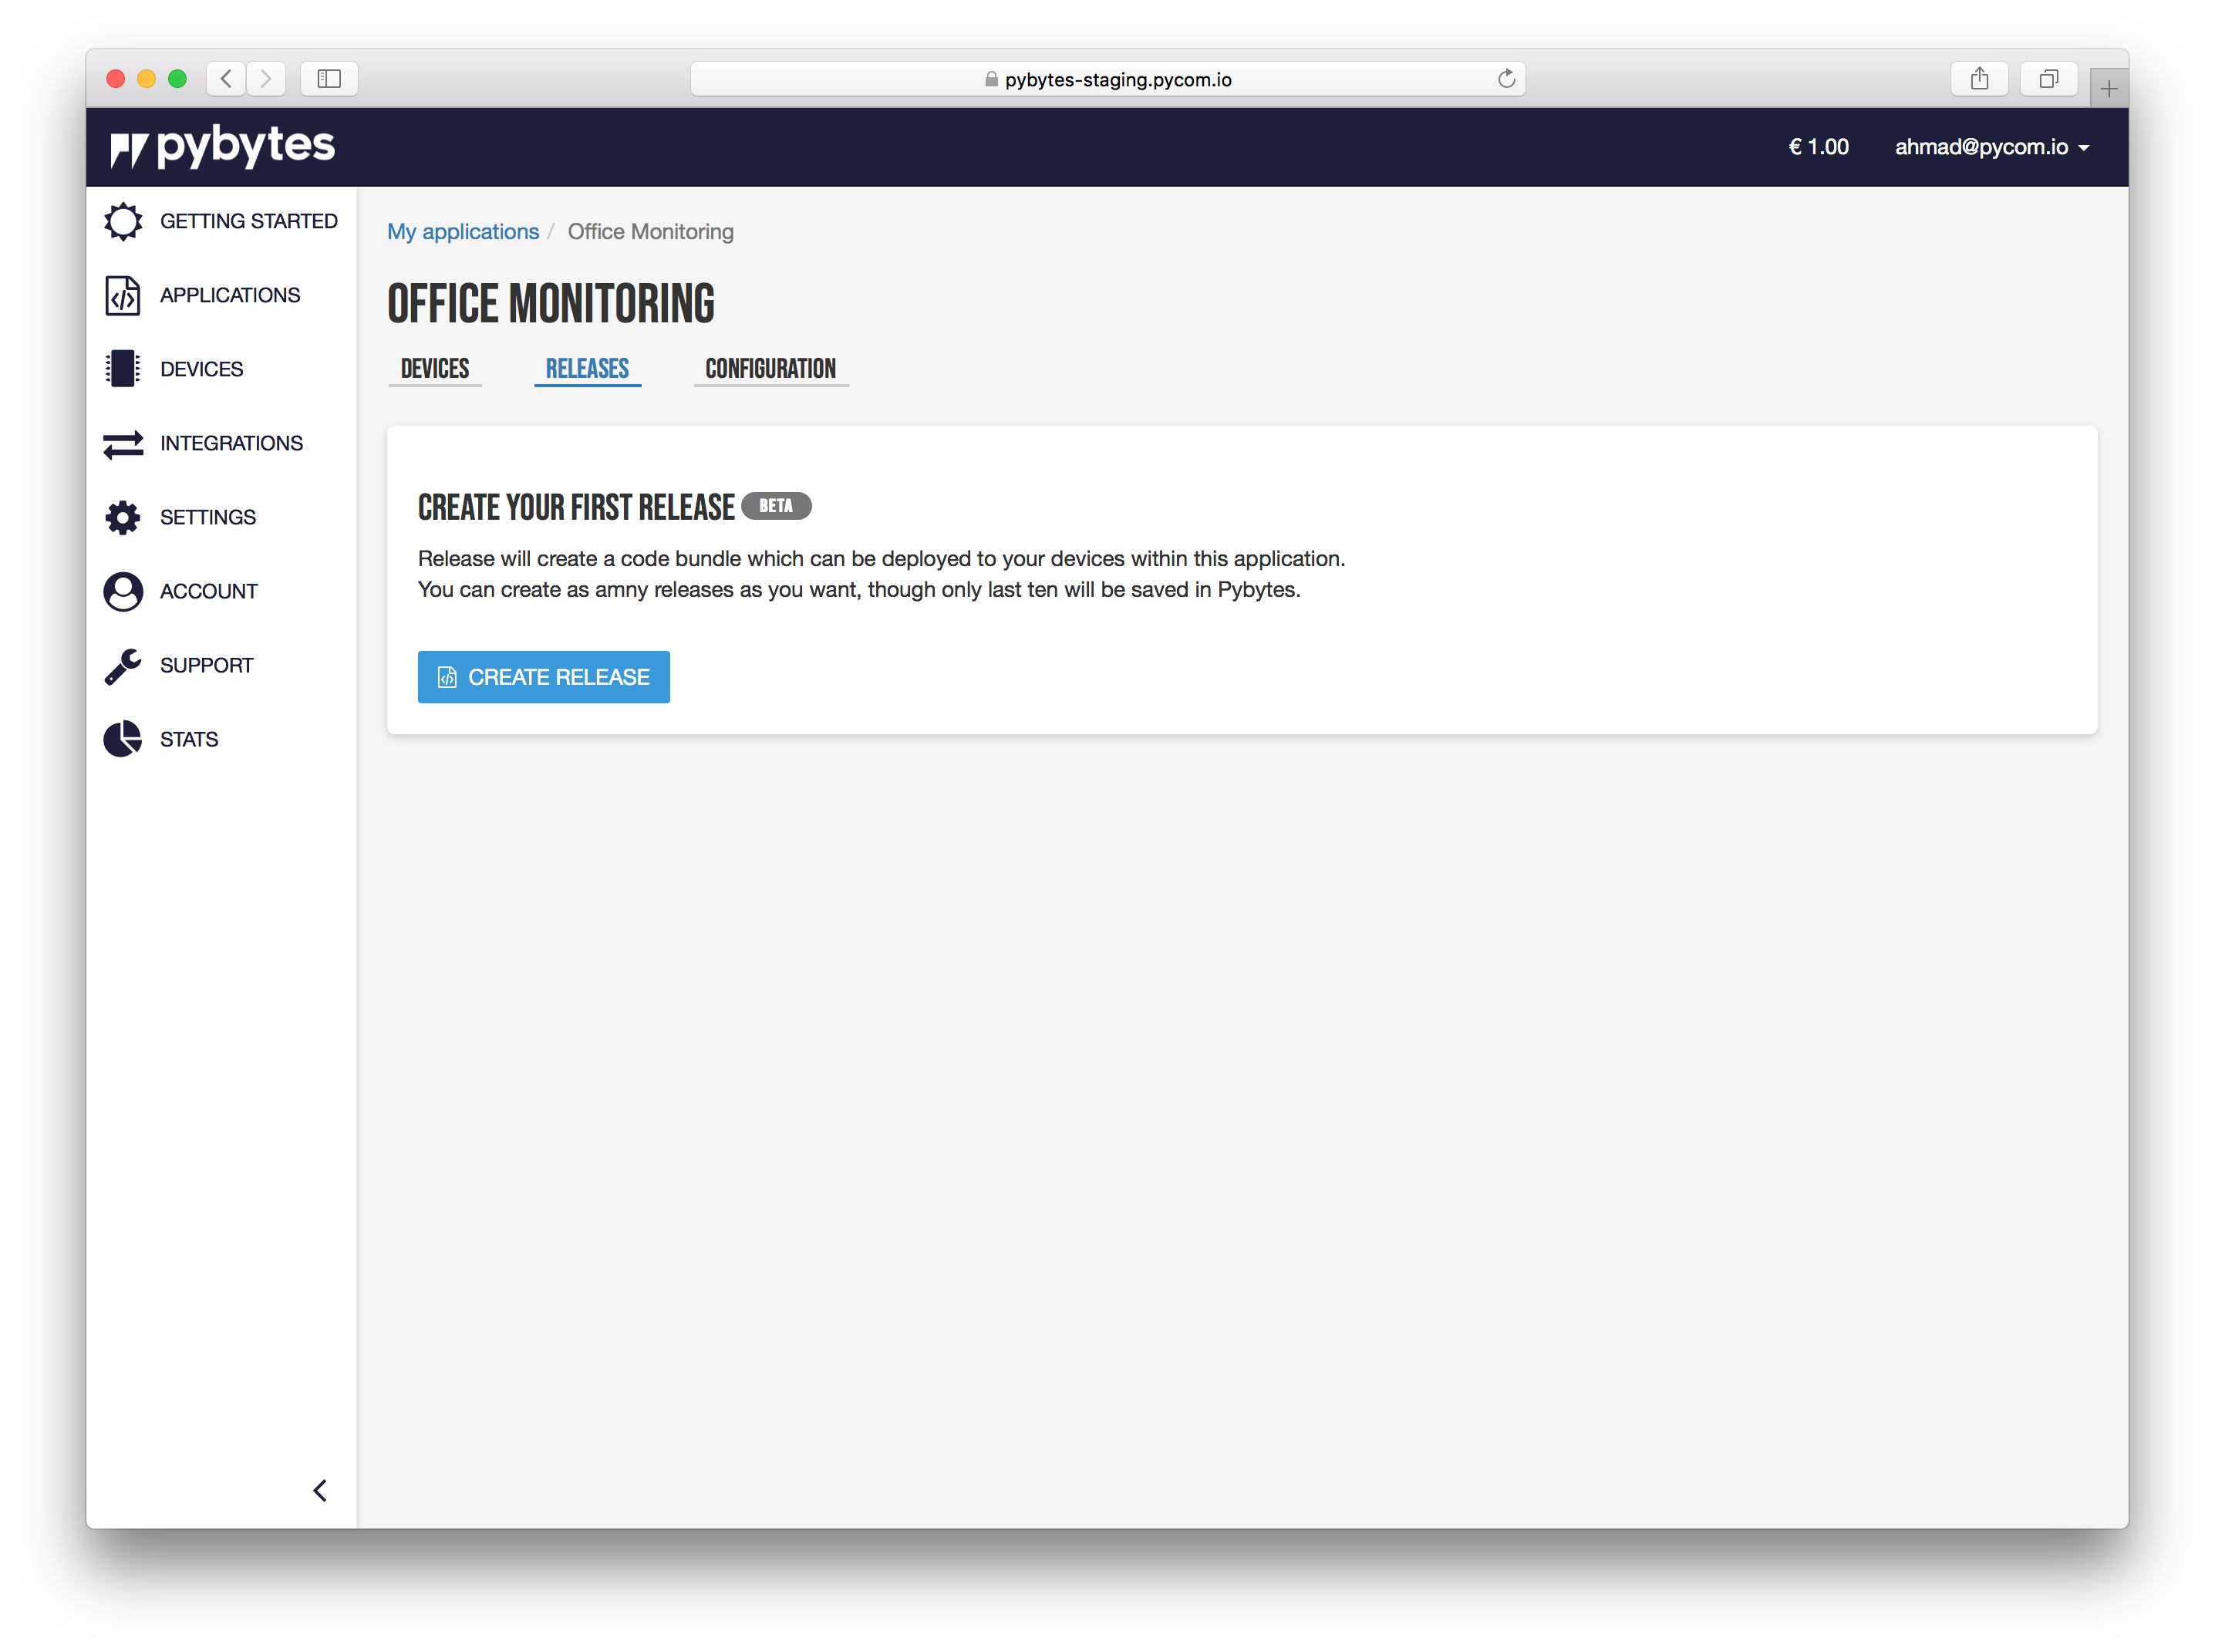 pybytes-staging.pycom.io
pybytes
€ 1.00
ahmad@pycom.io
GETTING STARTED
APPLICATIONS
DEVICES
INTEGRATIONS
SETTINGS
ACCOUNT
SUPPORT
STATS
My applications / Office Monitoring
OFFICE MONITORING
DEVICES
RELEASES
CONFIGURATION
CREATE YOUR FIRST RELEASE BETA
Release will create a code bundle which can be deployed to your devices within this application.
You can create as amny releases as you want, though only last ten will be saved in Pybytes.
CREATE RELEASE